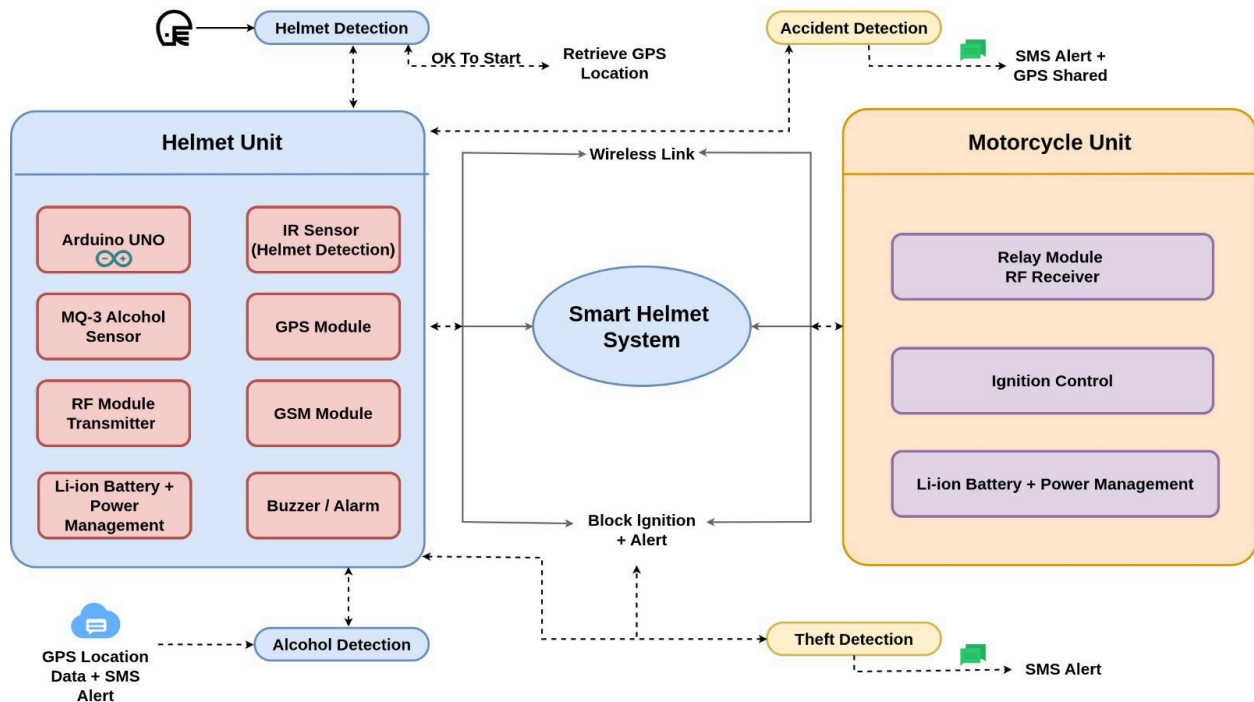 Helmet Detection
Accident Detection
OK To Start
Retrieve GPS
Location
SMS Alert +
GPS Shared
Helmet Unit
Wireless Link
Motorcycle Unit
Arduino UNO
IR Sensor
(Helmet Detection)
MQ-3 Alcohol
Sensor
GPS Module
RF Module
Transmitter
GSM Module
Li-ion Battery +
Power
Management
Buzzer / Alarm
Smart Helmet
System
Relay Module
RF Receiver
Ignition Control
Li-ion Battery + Power Management
Block Ignition
+ Alert
GPS Location
Data + SMS
Alert
Alcohol Detection
Theft Detection
SMS Alert